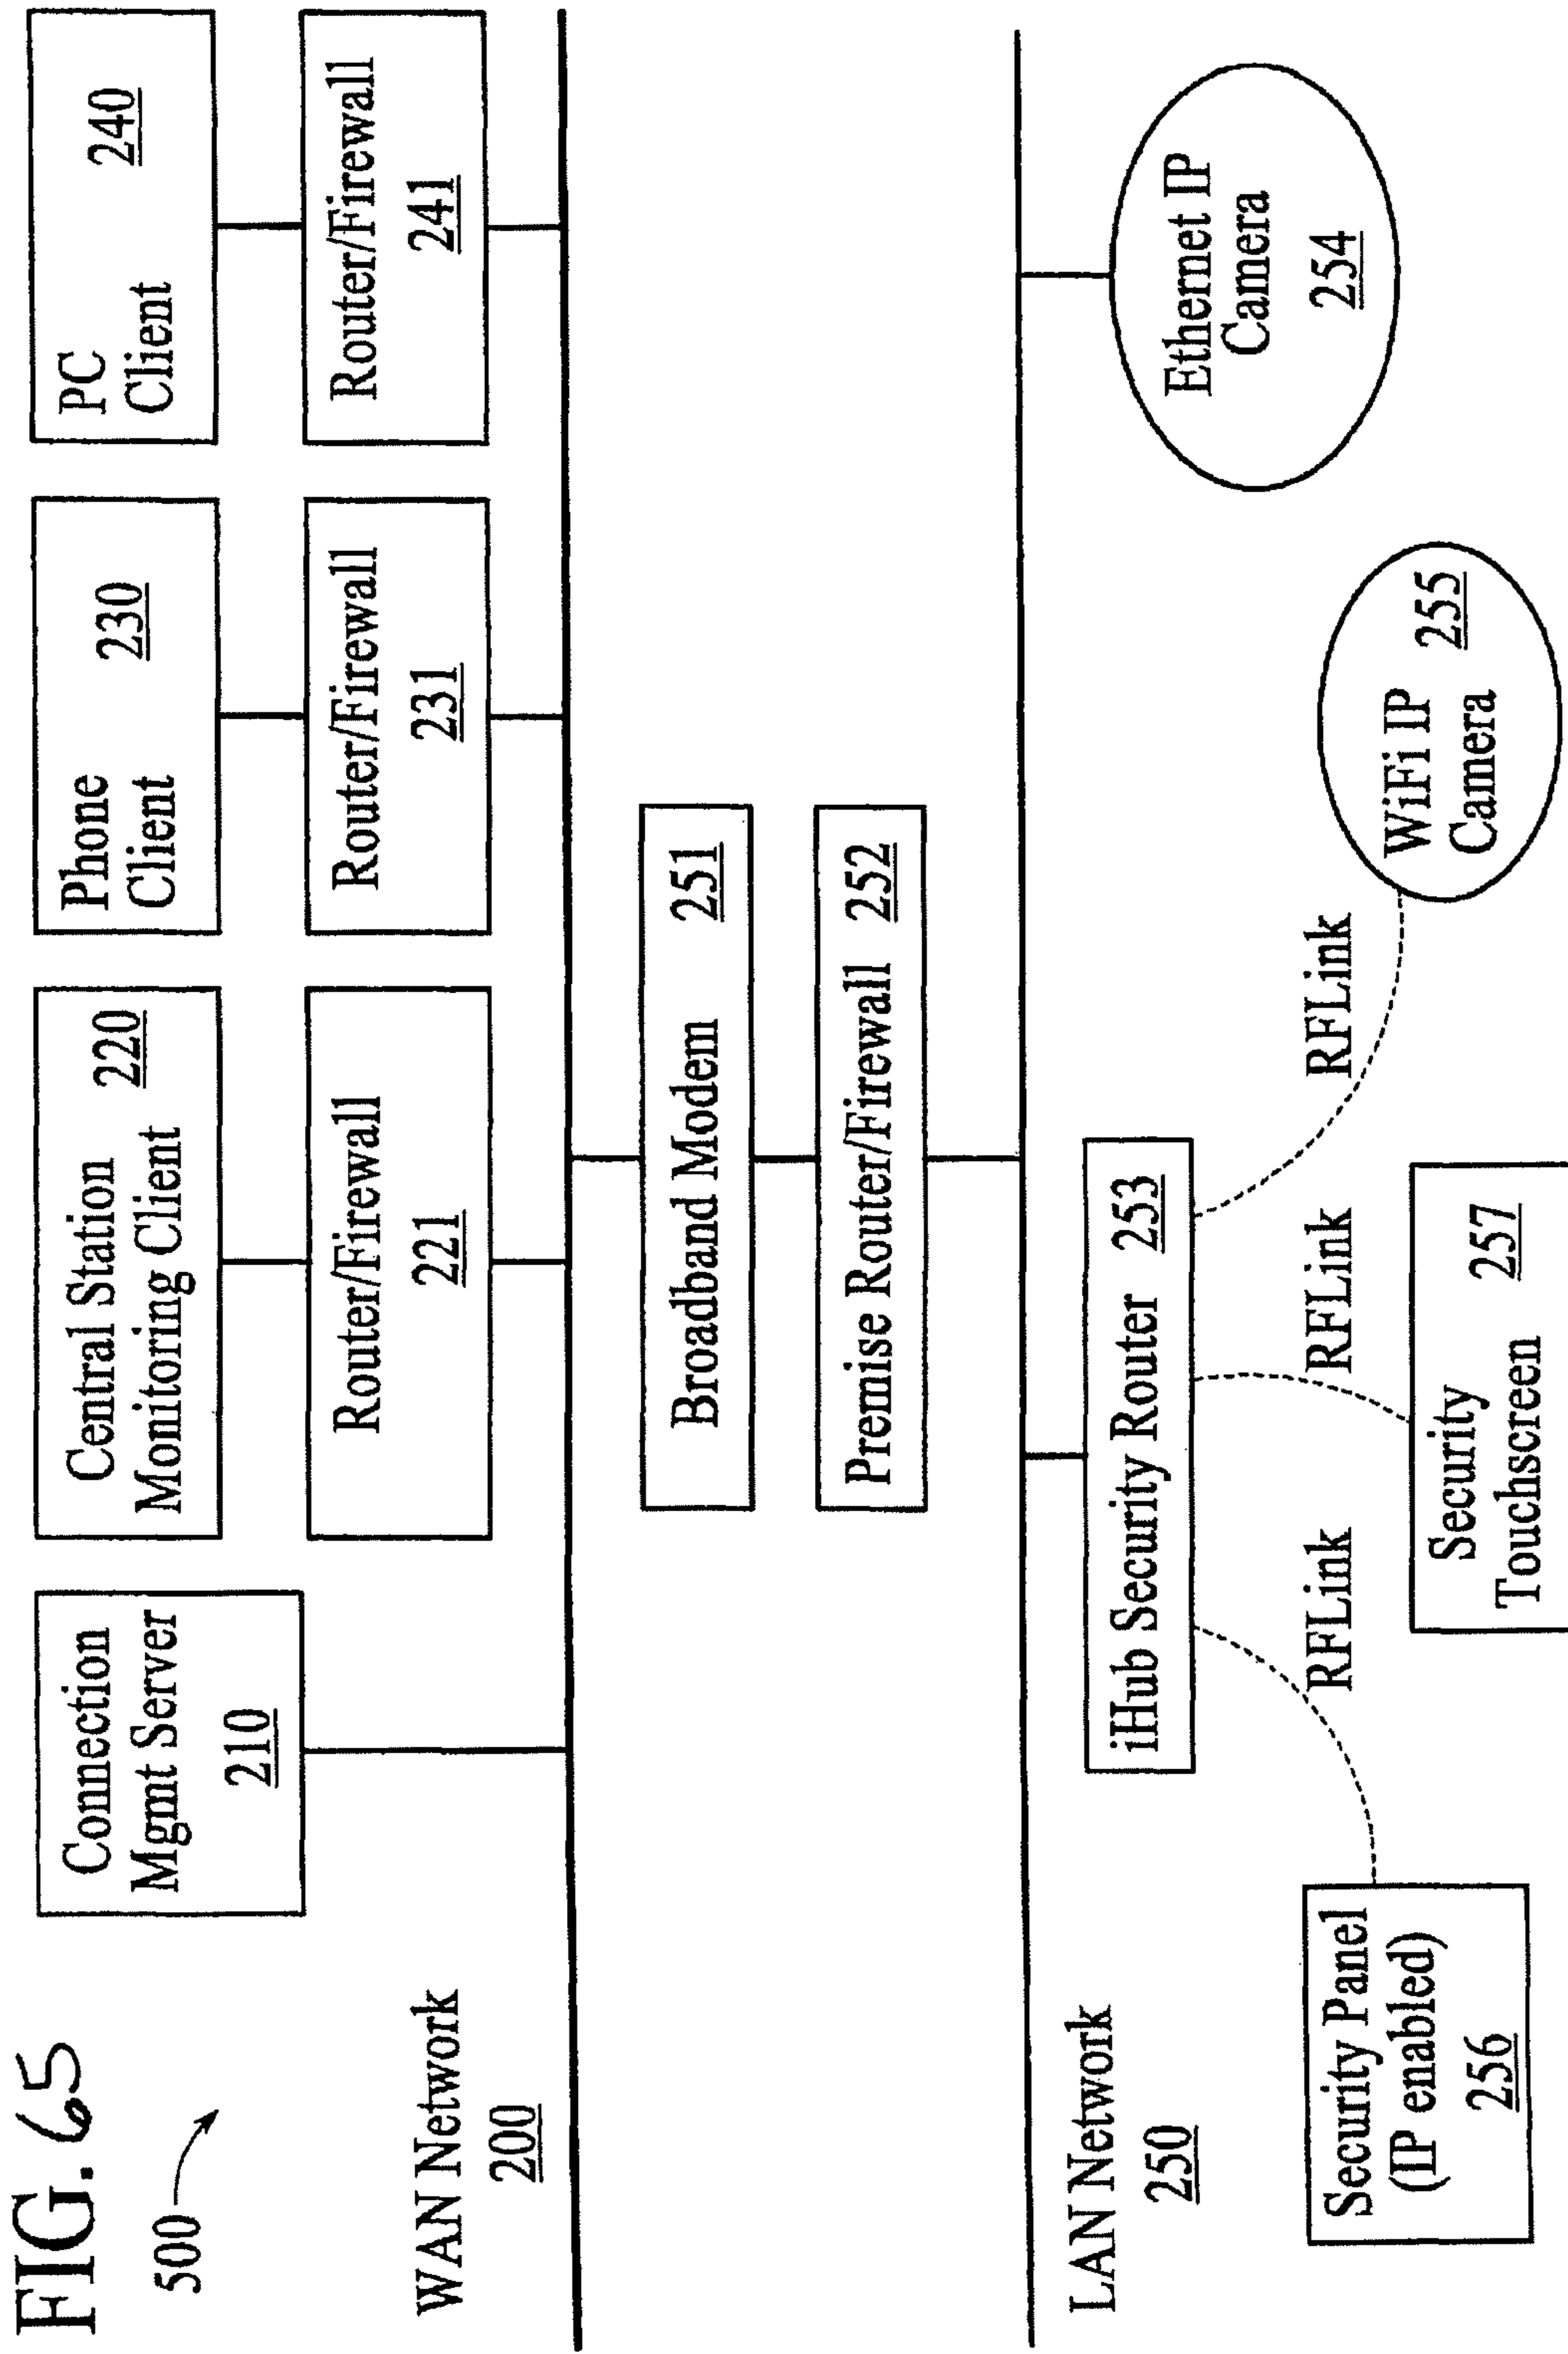 FIG. 65
500
Connection
Mgmt Server
210
Central Station
Monitoring Client
220
Phone
Client
230
PC
Client
240
Router/Firewall
221
Router/Firewall
231
Router/Firewall
241
WAN Network
200
Broadband Modem 251
Premise Router/Firewall 252
LAN Network
250
iHub Security Router 253
Ethernet IP
Camera
254
RFLink
RFLink
RFLink
Security Panel
(IP enabled)
256
Security
Touchscreen
257
WiFi IP
Camera
255